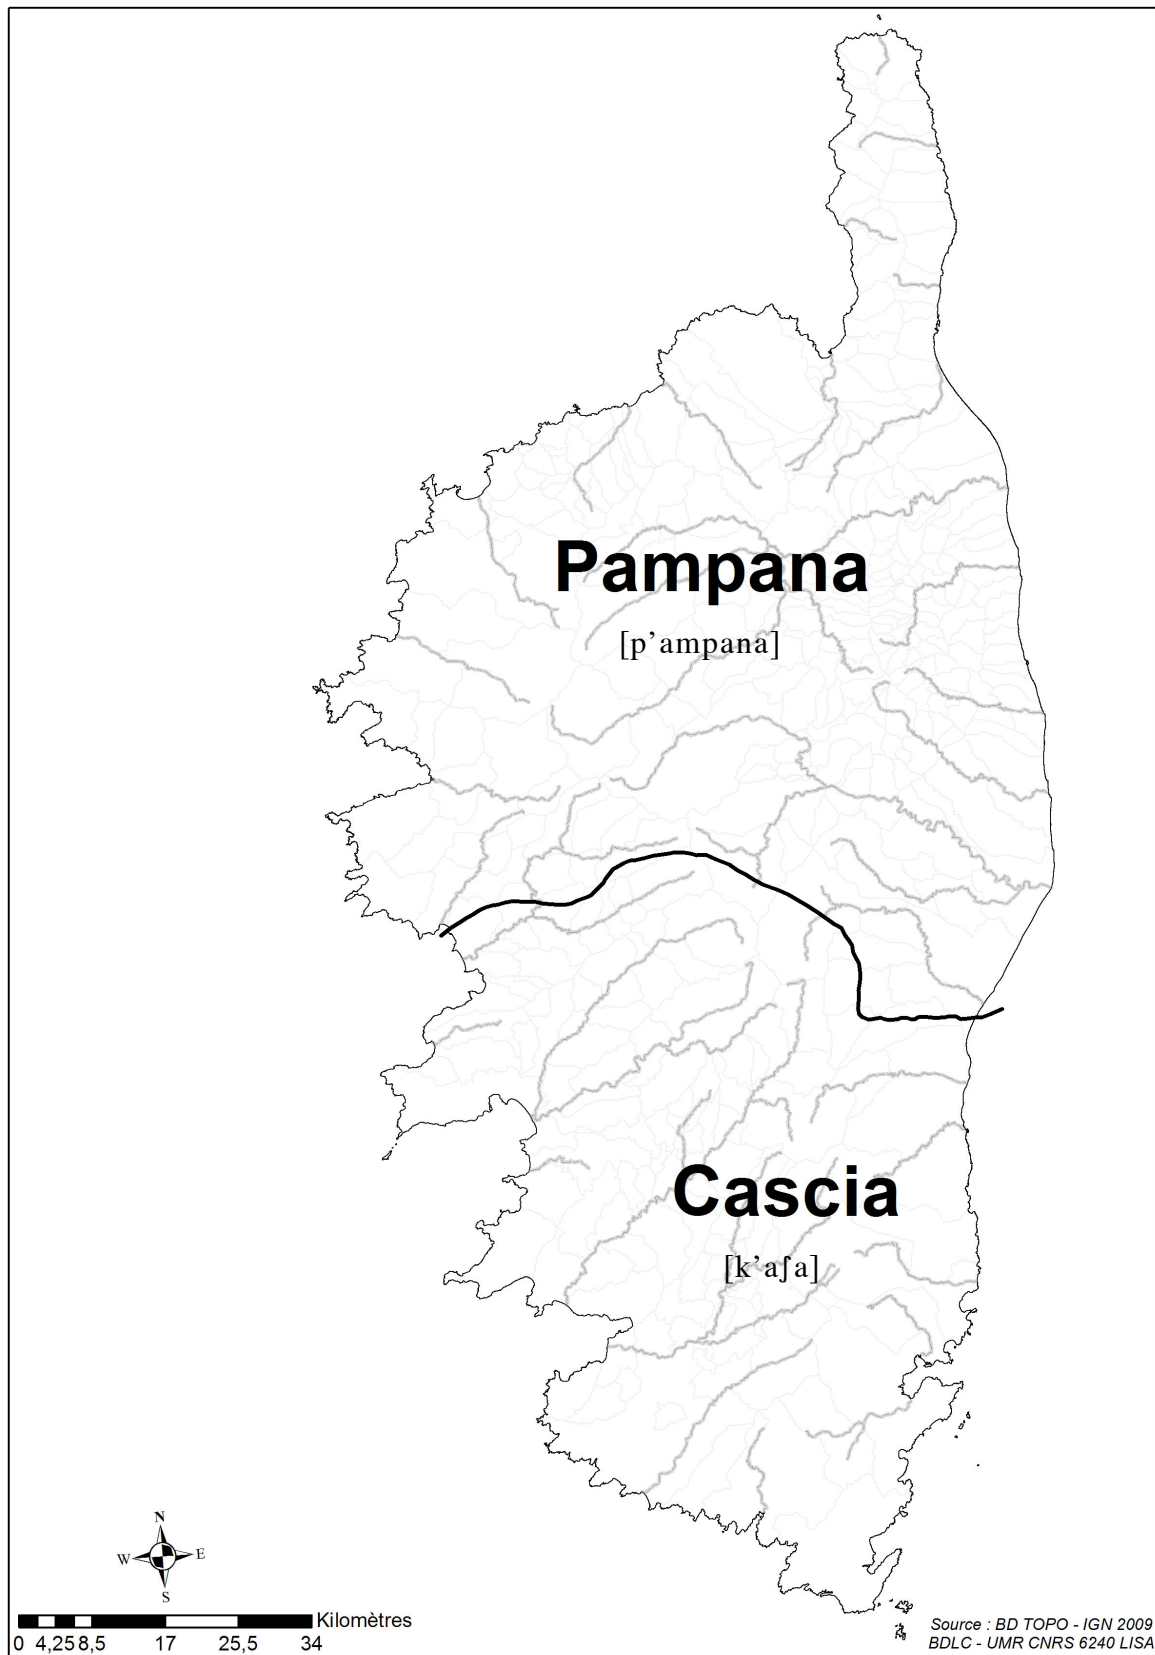 Pampana
[p’ampana]
Cascia
[k’aʃa]
N
W E
S
Kilomètres
0 4,25 8,5 17 25,5 34
Source : BD TOPO - IGN 2009
BDLC - UMR CNRS 6240 LISA